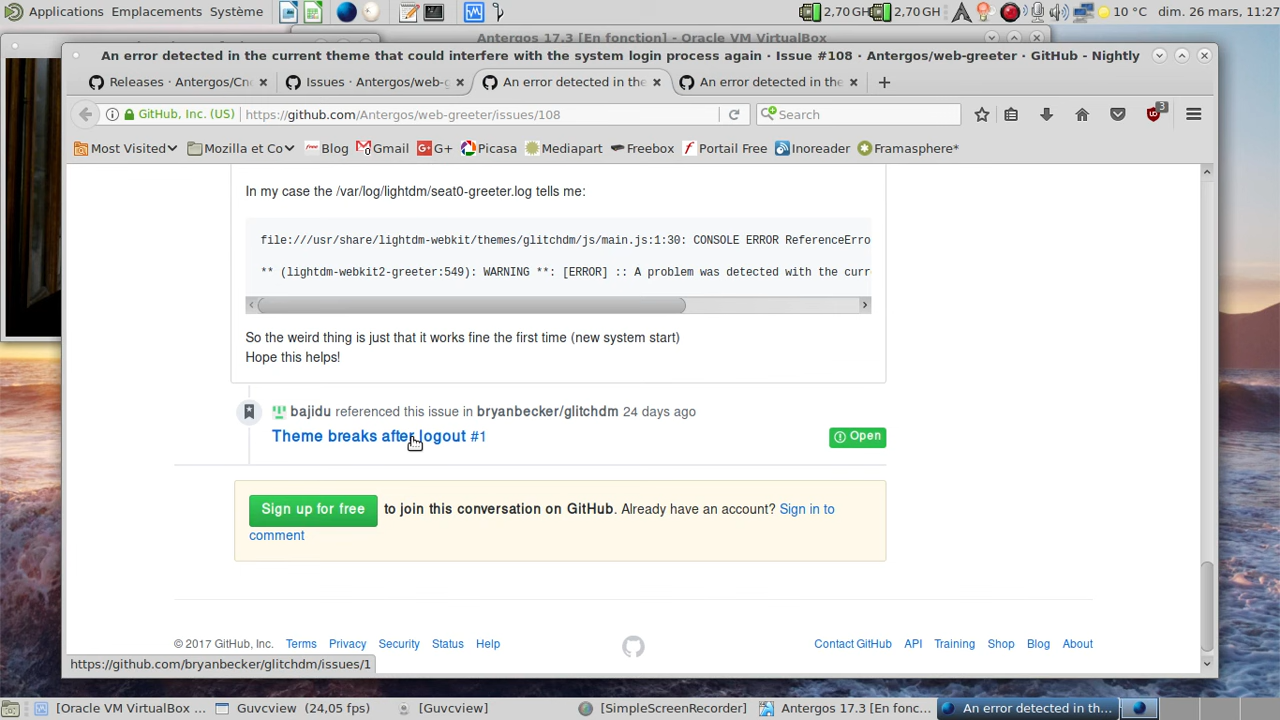 Applications Emplacements Système
2,70 GH 2,70 GH 10 °C dim. 26 mars, 11:27
Antergos 17.3 [En fonction] - Oracle VM VirtualBox
An error detected in the current theme that could interfere with the system login process again · Issue #108 · Antergos/web-greeter · GitHub - Nightly
Releases · Antergos/Cn Issues · Antergos/web-g An error detected in the An error detected in the
GitHub, Inc. (US) https://github.com/Antergos/web-greeter/issues/108 Search 3
Most Visited Mozilla et Co Blog Gmail G+ Picasa Mediapart Freebox Portail Free Inoreader Framasphere*
In my case the /var/log/lightdm/seat0-greeter.log tells me:
file:///usr/share/lightdm-webkit/themes/glitchdm/js/main.js:1:30: CONSOLE ERROR ReferenceErro
** (lightdm-webkit2-greeter:549): WARNING **: [ERROR] :: A problem was detected with the curr
So the weird thing is just that it works fine the first time (new system start)
Hope this helps!
bajidu referenced this issue in bryanbecker/glitchdm 24 days ago
Theme breaks after logout #1 Open
Sign up for free to join this conversation on GitHub. Already have an account? Sign in to
comment
© 2017 GitHub, Inc. Terms Privacy Security Status Help Contact GitHub API Training Shop Blog About
https://github.com/bryanbecker/glitchdm/issues/1
[Oracle VM VirtualBox ... Guvcview (24,05 fps) [Guvcview] [SimpleScreenRecorder] Antergos 17.3 [En fonc... An error detected in th...